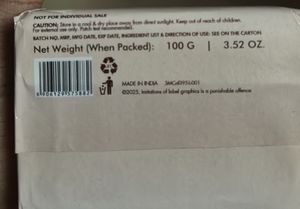 NOT FOR INDIVIDUAL SALE
CAUTION: Store in a cool & dry place away from direct sunlight. Keep out of reach of children.
For external use only. Patch test recommended.
BATCH NO. MRP, MFG DATE, EXP DATE, INGREDIENT LIST & DIRECTION OF USE: SEE ON THE CARTON
Net Weight (When Packed): 100 G | 3.52 OZ.
MADE IN INDIA
©2025, Imitations of label graphics is a punishable offence